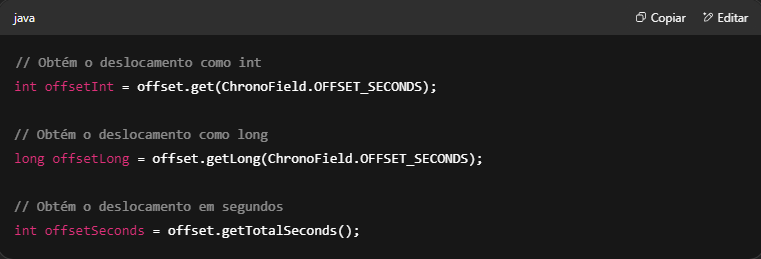 java Copiar Editar
// Obtém o deslocamento como int
int offsetInt = offset.get(ChronoField.OFFSET_SECONDS);
// Obtém o deslocamento como long
long offsetLong = offset.getLong(ChronoField.OFFSET_SECONDS);
// Obtém o deslocamento em segundos
int offsetSeconds = offset.getTotalSeconds();